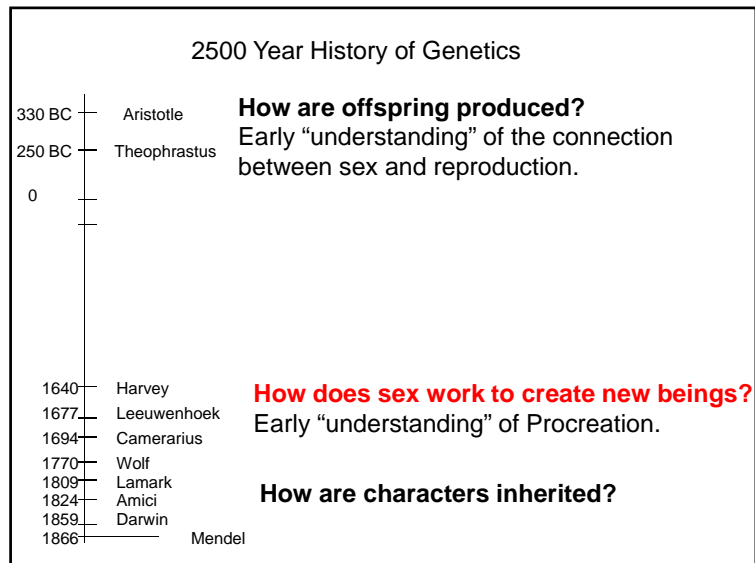 2500 Year History of Genetics
330 BC Aristotle
How are offspring produced?
Early “understanding” of the connection
between sex and reproduction.
250 BC Theophrastus
0
1640 Harvey
How does sex work to create new beings?
1677 Leeuwenhoek
Early “understanding” of Procreation.
1694 Camerarius
1770 Wolf
1809 Lamark
How are characters inherited?
1824 Amici
1859 Darwin
1866 Mendel